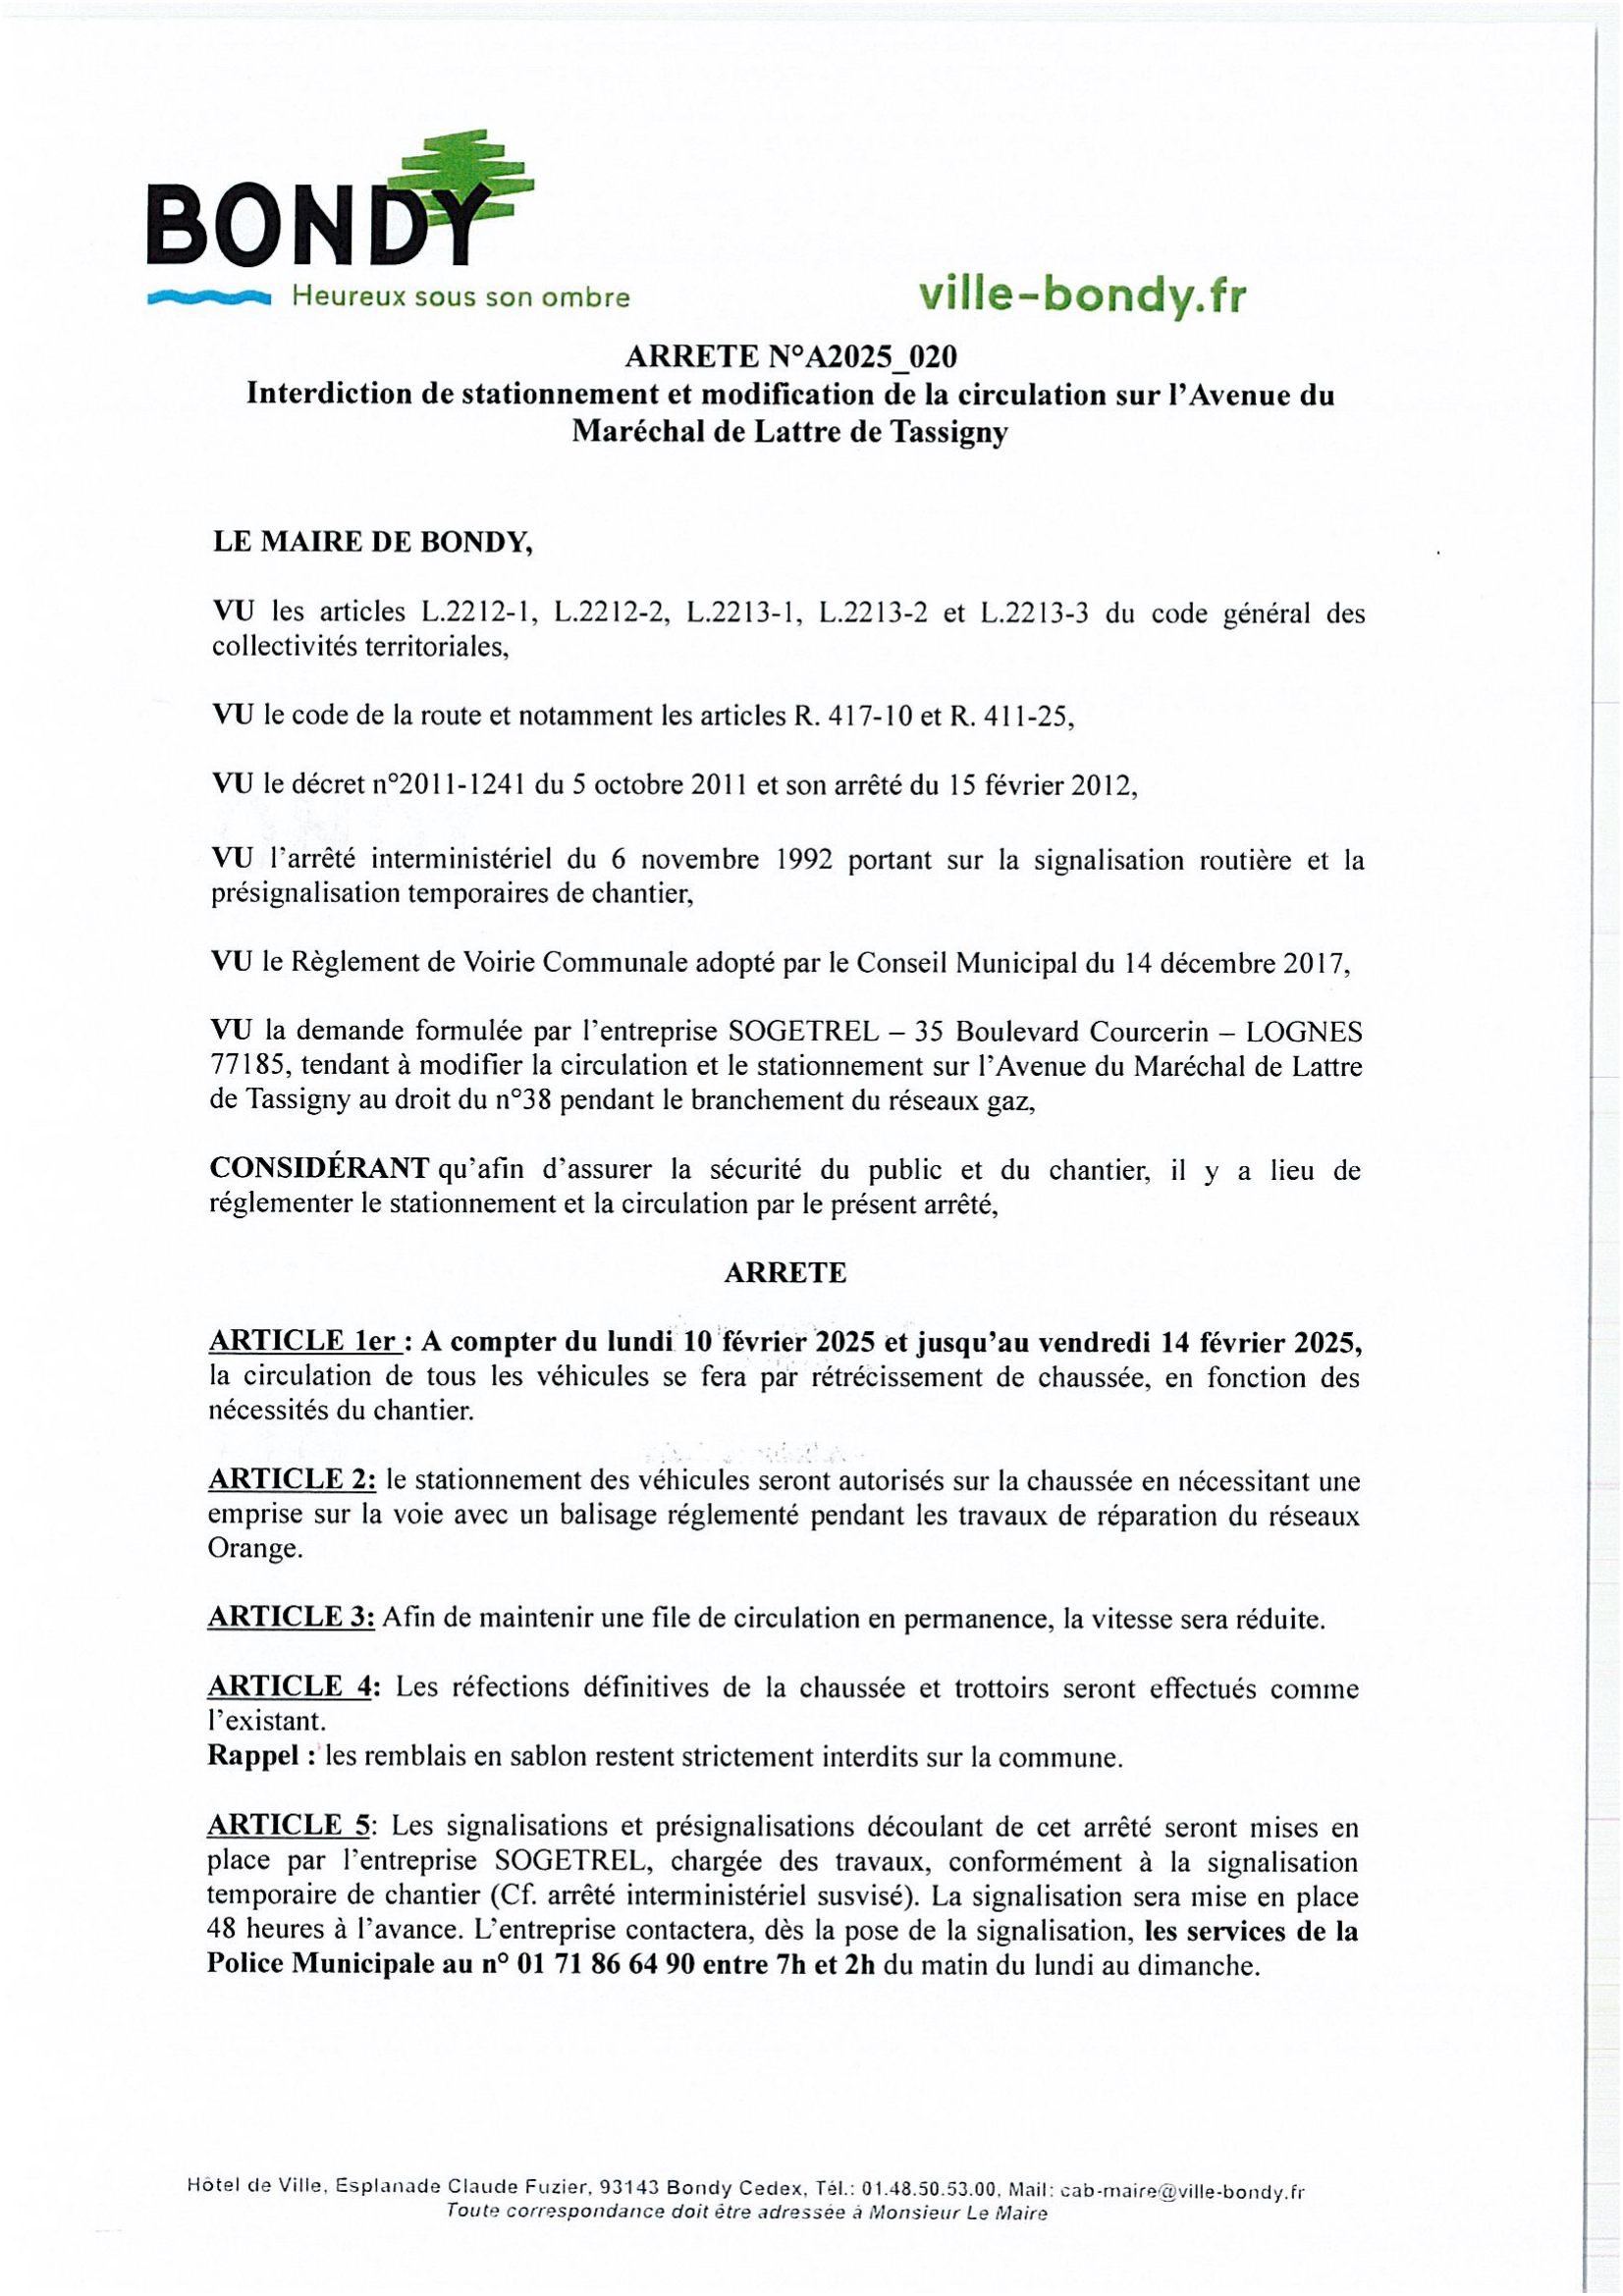 BONDY
Heureux sous son ombre
ville-bondy.fr
ARRETE N°A2025_020
Interdiction de stationnement et modification de la circulation sur l'Avenue du
Maréchal de Lattre de Tassigny
LE MAIRE DE BONDY,
VU les articles L.2212-1, L.2212-2, L.2213-1, L.2213-2 et L.2213-3 du code général des
collectivités territoriales,
VU le code de la route et notamment les articles R. 417-10 et R. 411-25,
VU le décret n°2011-1241 du 5 octobre 2011 et son arrêté du 15 février 2012,
VU l'arrêté interministériel du 6 novembre 1992 portant sur la signalisation routière et la
présignalisation temporaires de chantier,
VU le Règlement de Voirie Communale adopté par le Conseil Municipal du 14 décembre 2017,
VU la demande formulée par l'entreprise SOGETREL – 35 Boulevard Courcerin – LOGNES
77185, tendant à modifier la circulation et le stationnement sur l'Avenue du Maréchal de Lattre
de Tassigny au droit du n°38 pendant le branchement du réseaux gaz,
CONSIDÉRANT qu'afin d'assurer la sécurité du public et du chantier, il y a lieu de
réglementer le stationnement et la circulation par le présent arrêté,
ARRETE
ARTICLE 1er : A compter du lundi 10 février 2025 et jusqu'au vendredi 14 février 2025,
la circulation de tous les véhicules se fera par rétrécissement de chaussée, en fonction des
nécessités du chantier.
ARTICLE 2: le stationnement des véhicules seront autorisés sur la chaussée en nécessitant une
emprise sur la voie avec un balisage réglementé pendant les travaux de réparation du réseaux
Orange.
ARTICLE 3: Afin de maintenir une file de circulation en permanence, la vitesse sera réduite.
ARTICLE 4: Les réfections définitives de la chaussée et trottoirs seront effectués comme
l'existant.
Rappel : les remblais en sablon restent strictement interdits sur la commune.
ARTICLE 5: Les signalisations et présignalisations découlant de cet arrêté seront mises en
place par l'entreprise SOGETREL, chargée des travaux, conformément à la signalisation
temporaire de chantier (Cf. arrêté interministériel susvisé). La signalisation sera mise en place
48 heures à l'avance. L'entreprise contactera, dès la pose de la signalisation, les services de la
Police Municipale au n° 01 71 86 64 90 entre 7h et 2h du matin du lundi au dimanche.
Hôtel de Ville, Esplanade Claude Fuzier, 93143 Bondy Cedex, Tél.: 01.48.50.53.00, Mail: cab-maire@ville-bondy.fr
Toute correspondance doit être adressée à Monsieur Le Maire